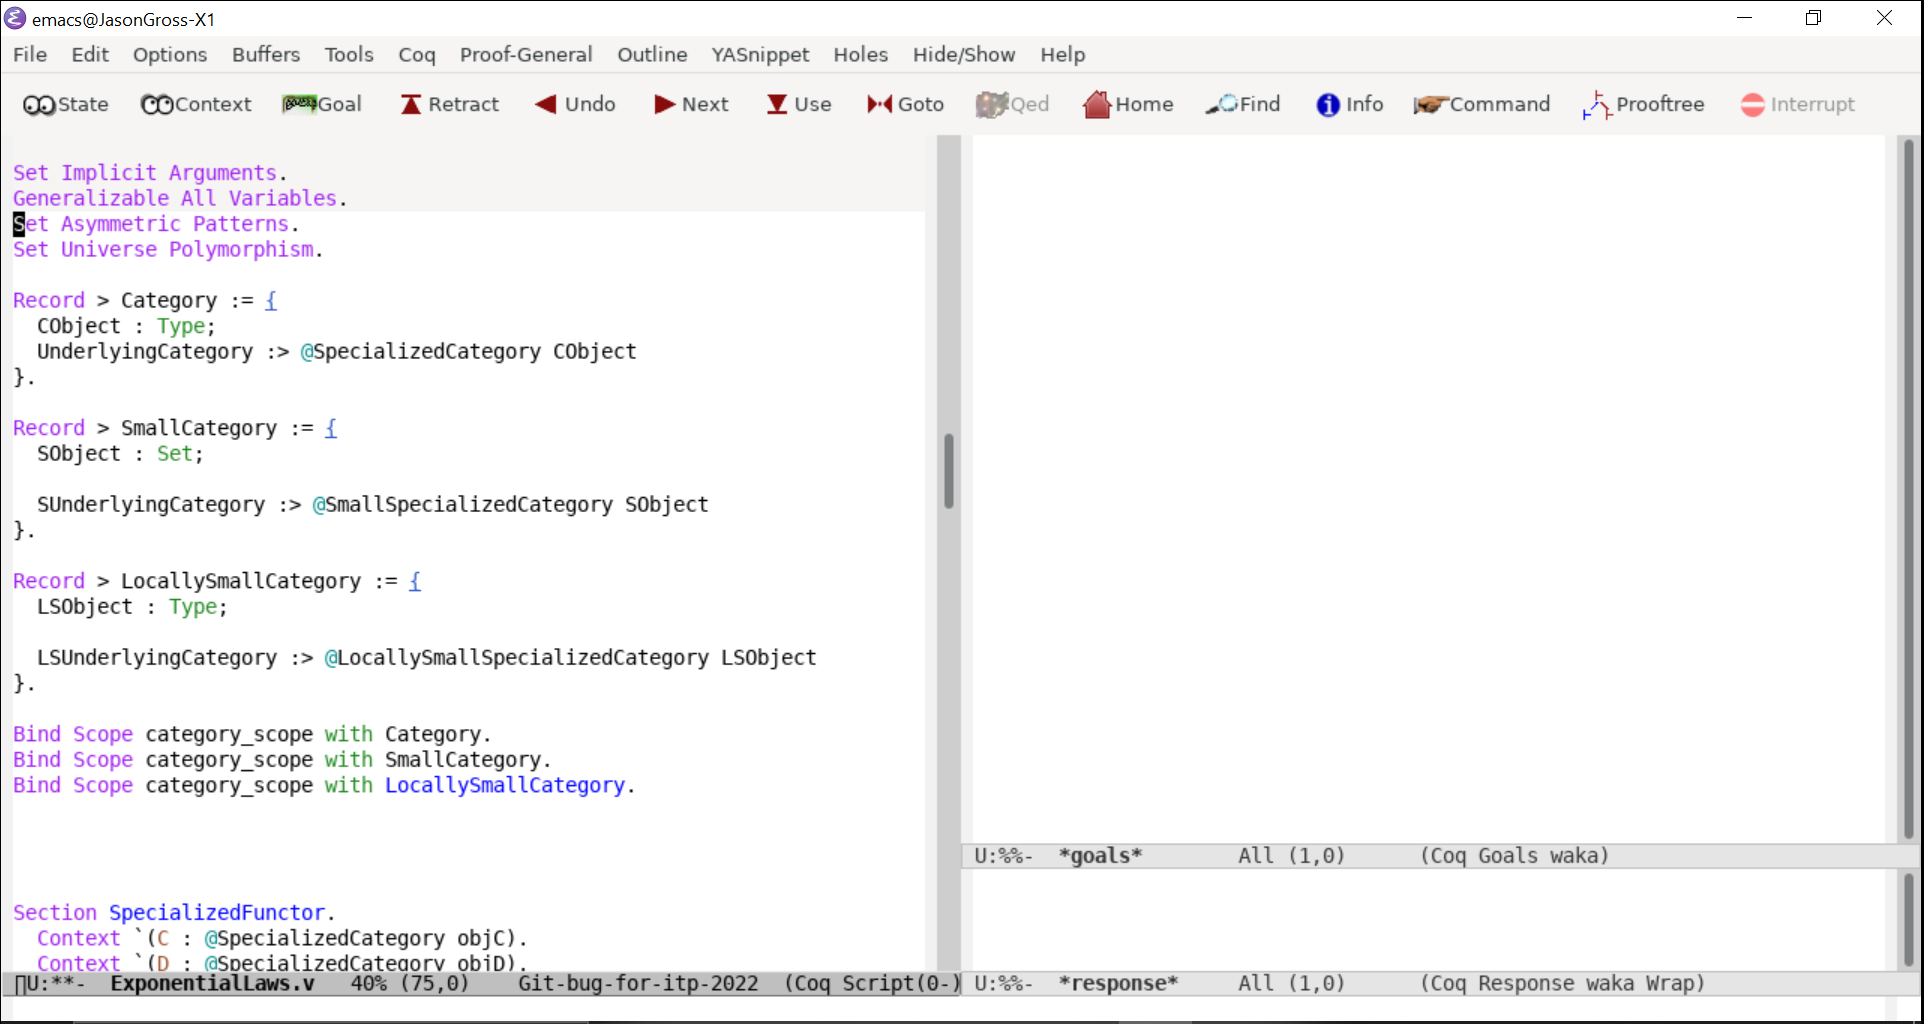 emacs@JasonGross-X1
File Edit Options Buffers Tools Coq Proof-General Outline YASnippet Holes Hide/Show Help
State Context Goal Retract Undo Next Use Goto Qed Home Find Info Command Prooftree Interrupt
Set Implicit Arguments.
Generalizable All Variables.
Set Asymmetric Patterns.
Set Universe Polymorphism.
Record > Category := {
  CObject : Type;
  UnderlyingCategory :> @SpecializedCategory CObject
}.
Record > SmallCategory := {
  SObject : Set;
  SUnderlyingCategory :> @SmallSpecializedCategory SObject
}.
Record > LocallySmallCategory := {
  LSObject : Type;
  LSUnderlyingCategory :> @LocallySmallSpecializedCategory LSObject
}.
Bind Scope category_scope with Category.
Bind Scope category_scope with SmallCategory.
Bind Scope category_scope with LocallySmallCategory.
Section SpecializedFunctor.
  Context `(C : @SpecializedCategory objC).
  Context `(D : @SpecializedCategory objD).
U:**-  ExponentialLaws.v   40% (75,0)    Git-bug-for-itp-2022  (Coq Script(0-)
U:%%-  *goals*        All (1,0)      (Coq Goals waka)
U:%%-  *response*     All (1,0)      (Coq Response waka Wrap)